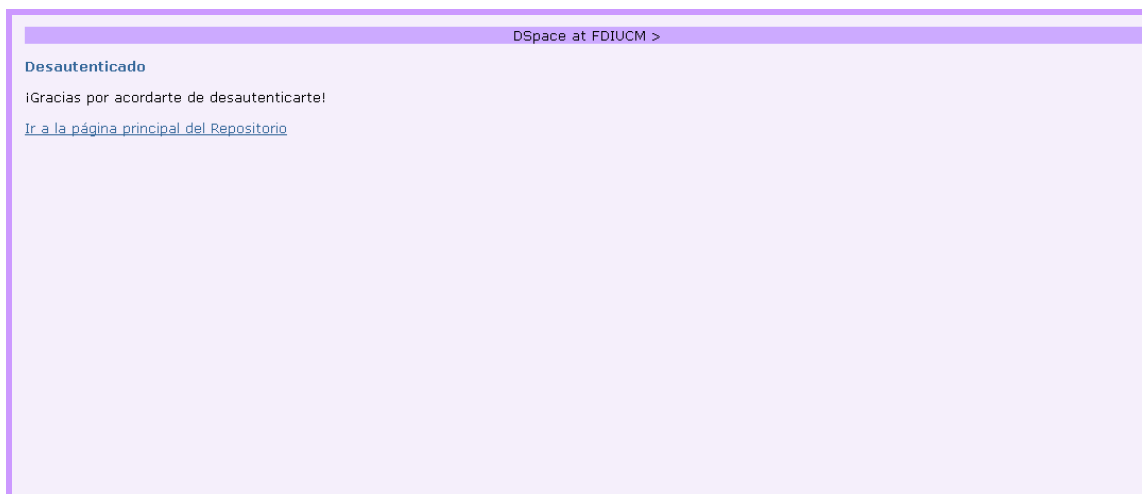 DSpace at FDIUCM >
Desautenticado
¡Gracias por acordarte de desautenticarte!
Ir a la página principal del Repositorio